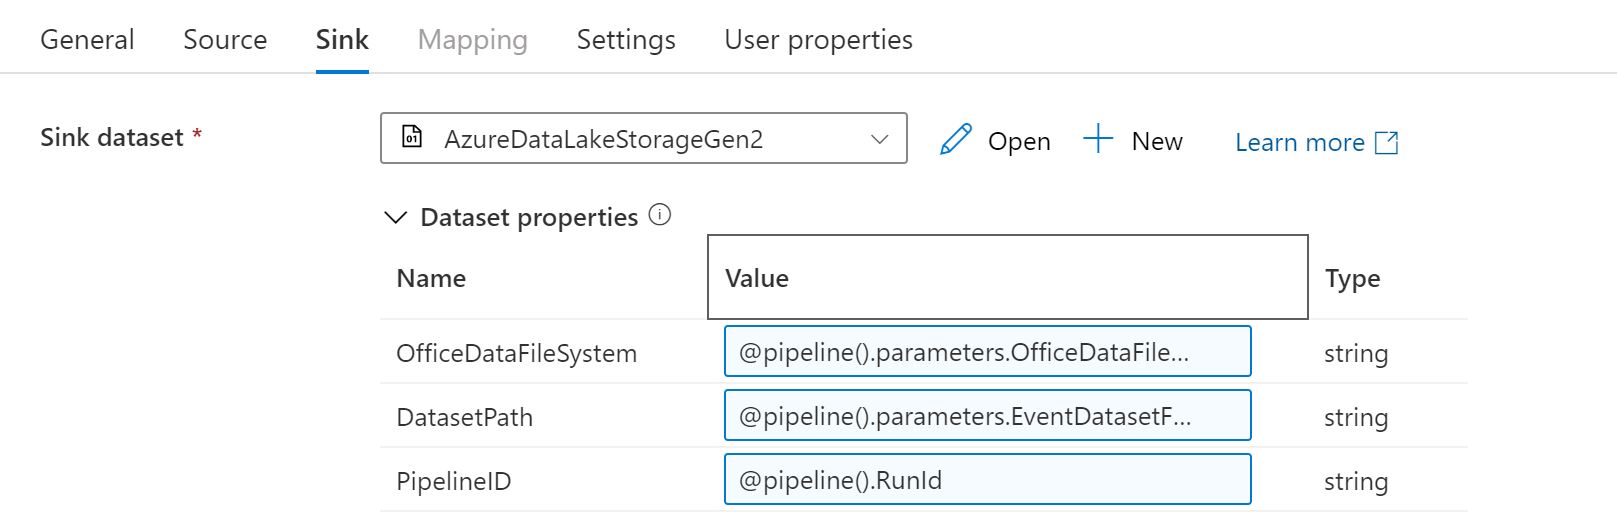 General Source Sink Mapping Settings User properties
Sink dataset * AzureDataLakeStorageGen2 Open New Learn more
Dataset properties
Name Value Type
OfficeDataFileSystem @pipeline().parameters.OfficeDataFile... string
DatasetPath @pipeline().parameters.EventDatasetF... string
PipelineID @pipeline().RunId string